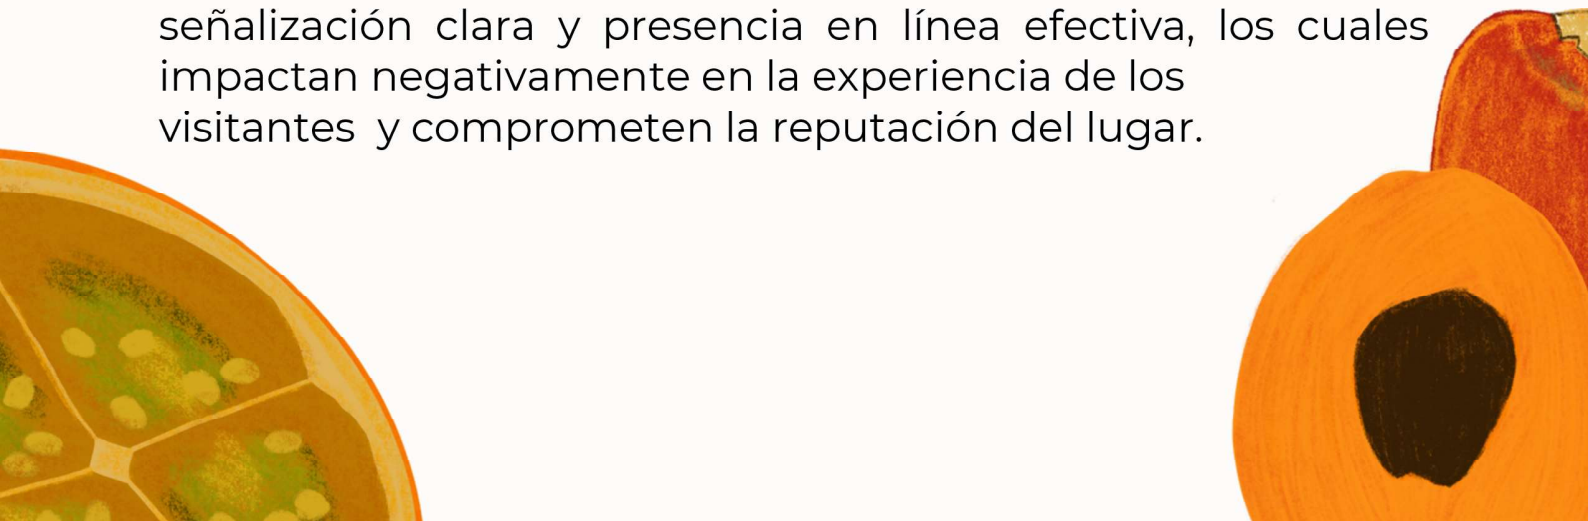 señalización clara y presencia en línea efectiva, los cuales
impactan negativamente en la experiencia de los
visitantes y comprometen la reputación del lugar.